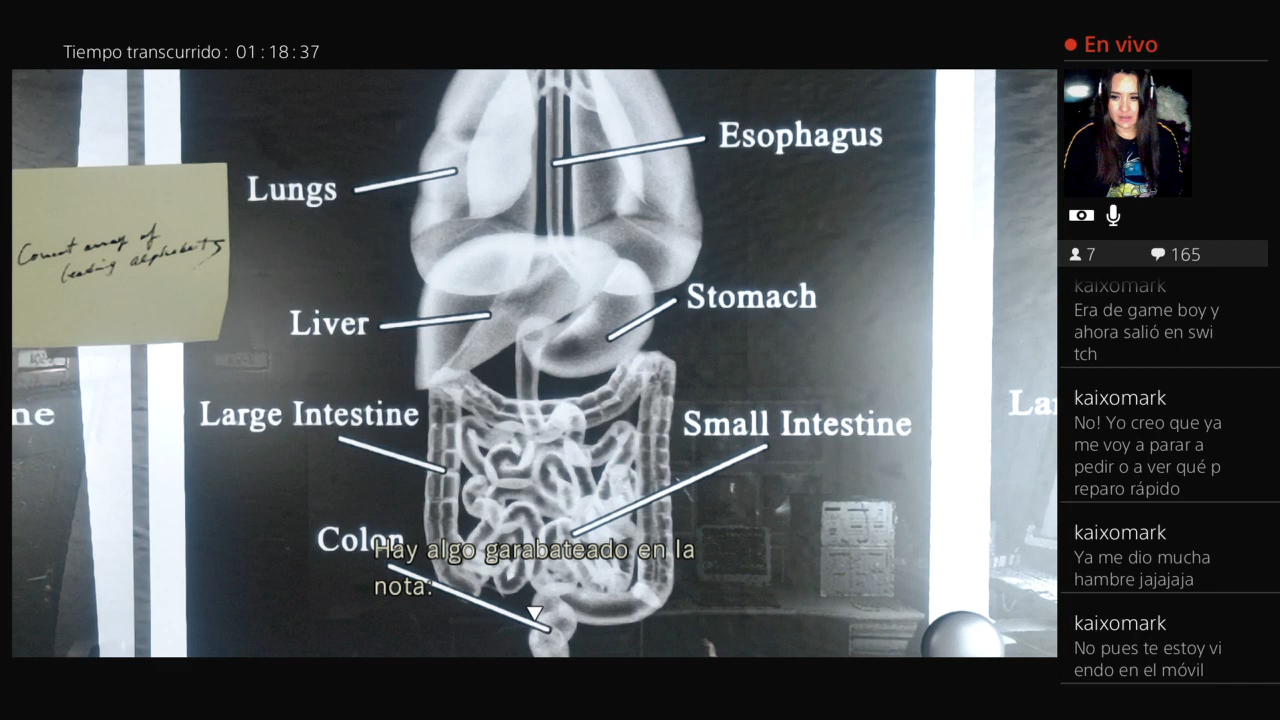 Tiempo transcurrido: 01:18:37
En vivo
Esophagus
Lungs
Correct array of
leading alphabets
Stomach
Liver
ne
Large Intestine
Small Intestine
La
Colon
Hay algo garabateado en la
nota:
7 165
kaixomark
Era de game boy y
ahora salió en swi
tch
kaixomark
No! Yo creo que ya
me voy a parar a
pedir o a ver qué p
reparo rápido
kaixomark
Ya me dio mucha
hambre jajajaja
kaixomark
No pues te estoy vi
endo en el móvil